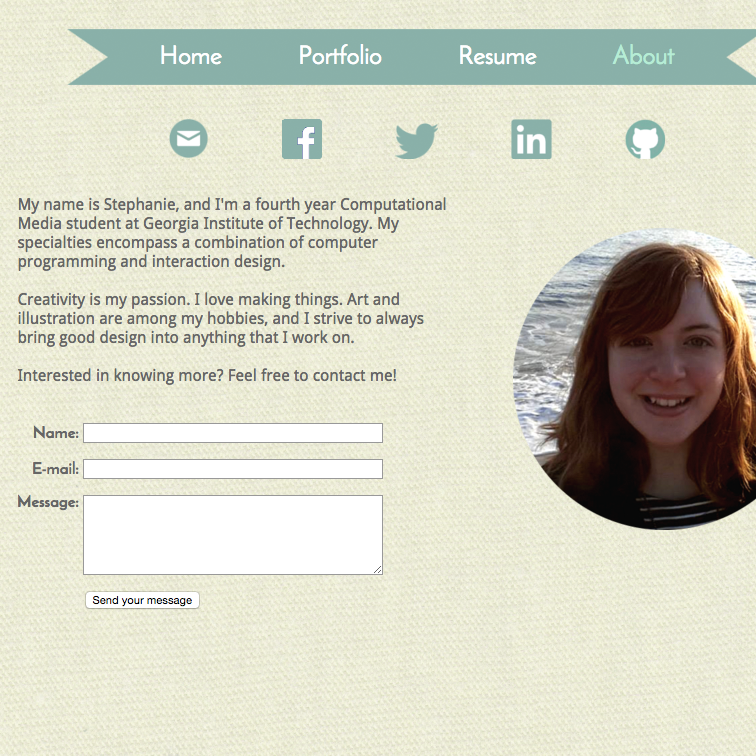 Home Portfolio Resume About
f in
My name is Stephanie, and I'm a fourth year Computational
Media student at Georgia Institute of Technology. My
specialties encompass a combination of computer
programming and interaction design.
Creativity is my passion. I love making things. Art and
illustration are among my hobbies, and I strive to always
bring good design into anything that I work on.
Interested in knowing more? Feel free to contact me!
Name:
E-mail:
Message:
Send your message